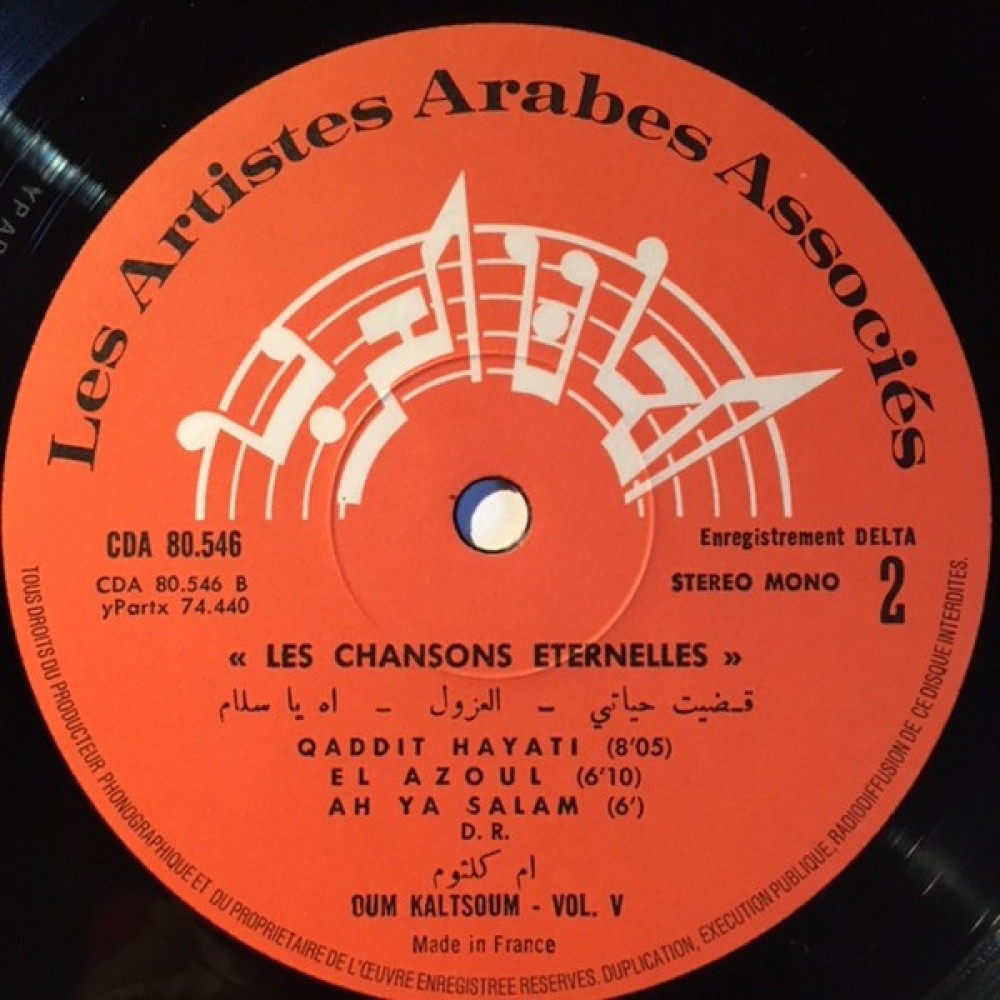 Les Artistes Arabes Associés
CDA 80.546
CDA 80.546 B
yPartx 74.440
Enregistrement DELTA
STEREO MONO
2
« LES CHANSONS ETERNELLES »
قضيت حياتي – العزول – اه يا سلام
QADDIT HAYATI (8'05)
EL AZOUL (6'10)
AH YA SALAM (6')
D. R.
ام كلثوم
OUM KALTSOUM - VOL. V
Made in France
TOUS DROITS DU PRODUCTEUR PHONOGRAPHIQUE ET DU PROPRIETAIRE DE L'ŒUVRE ENREGISTREE RESERVES. DUPLICATION, EXECUTION PUBLIQUE, RADIODIFFUSION DE CE DISQUE INTERDITES.